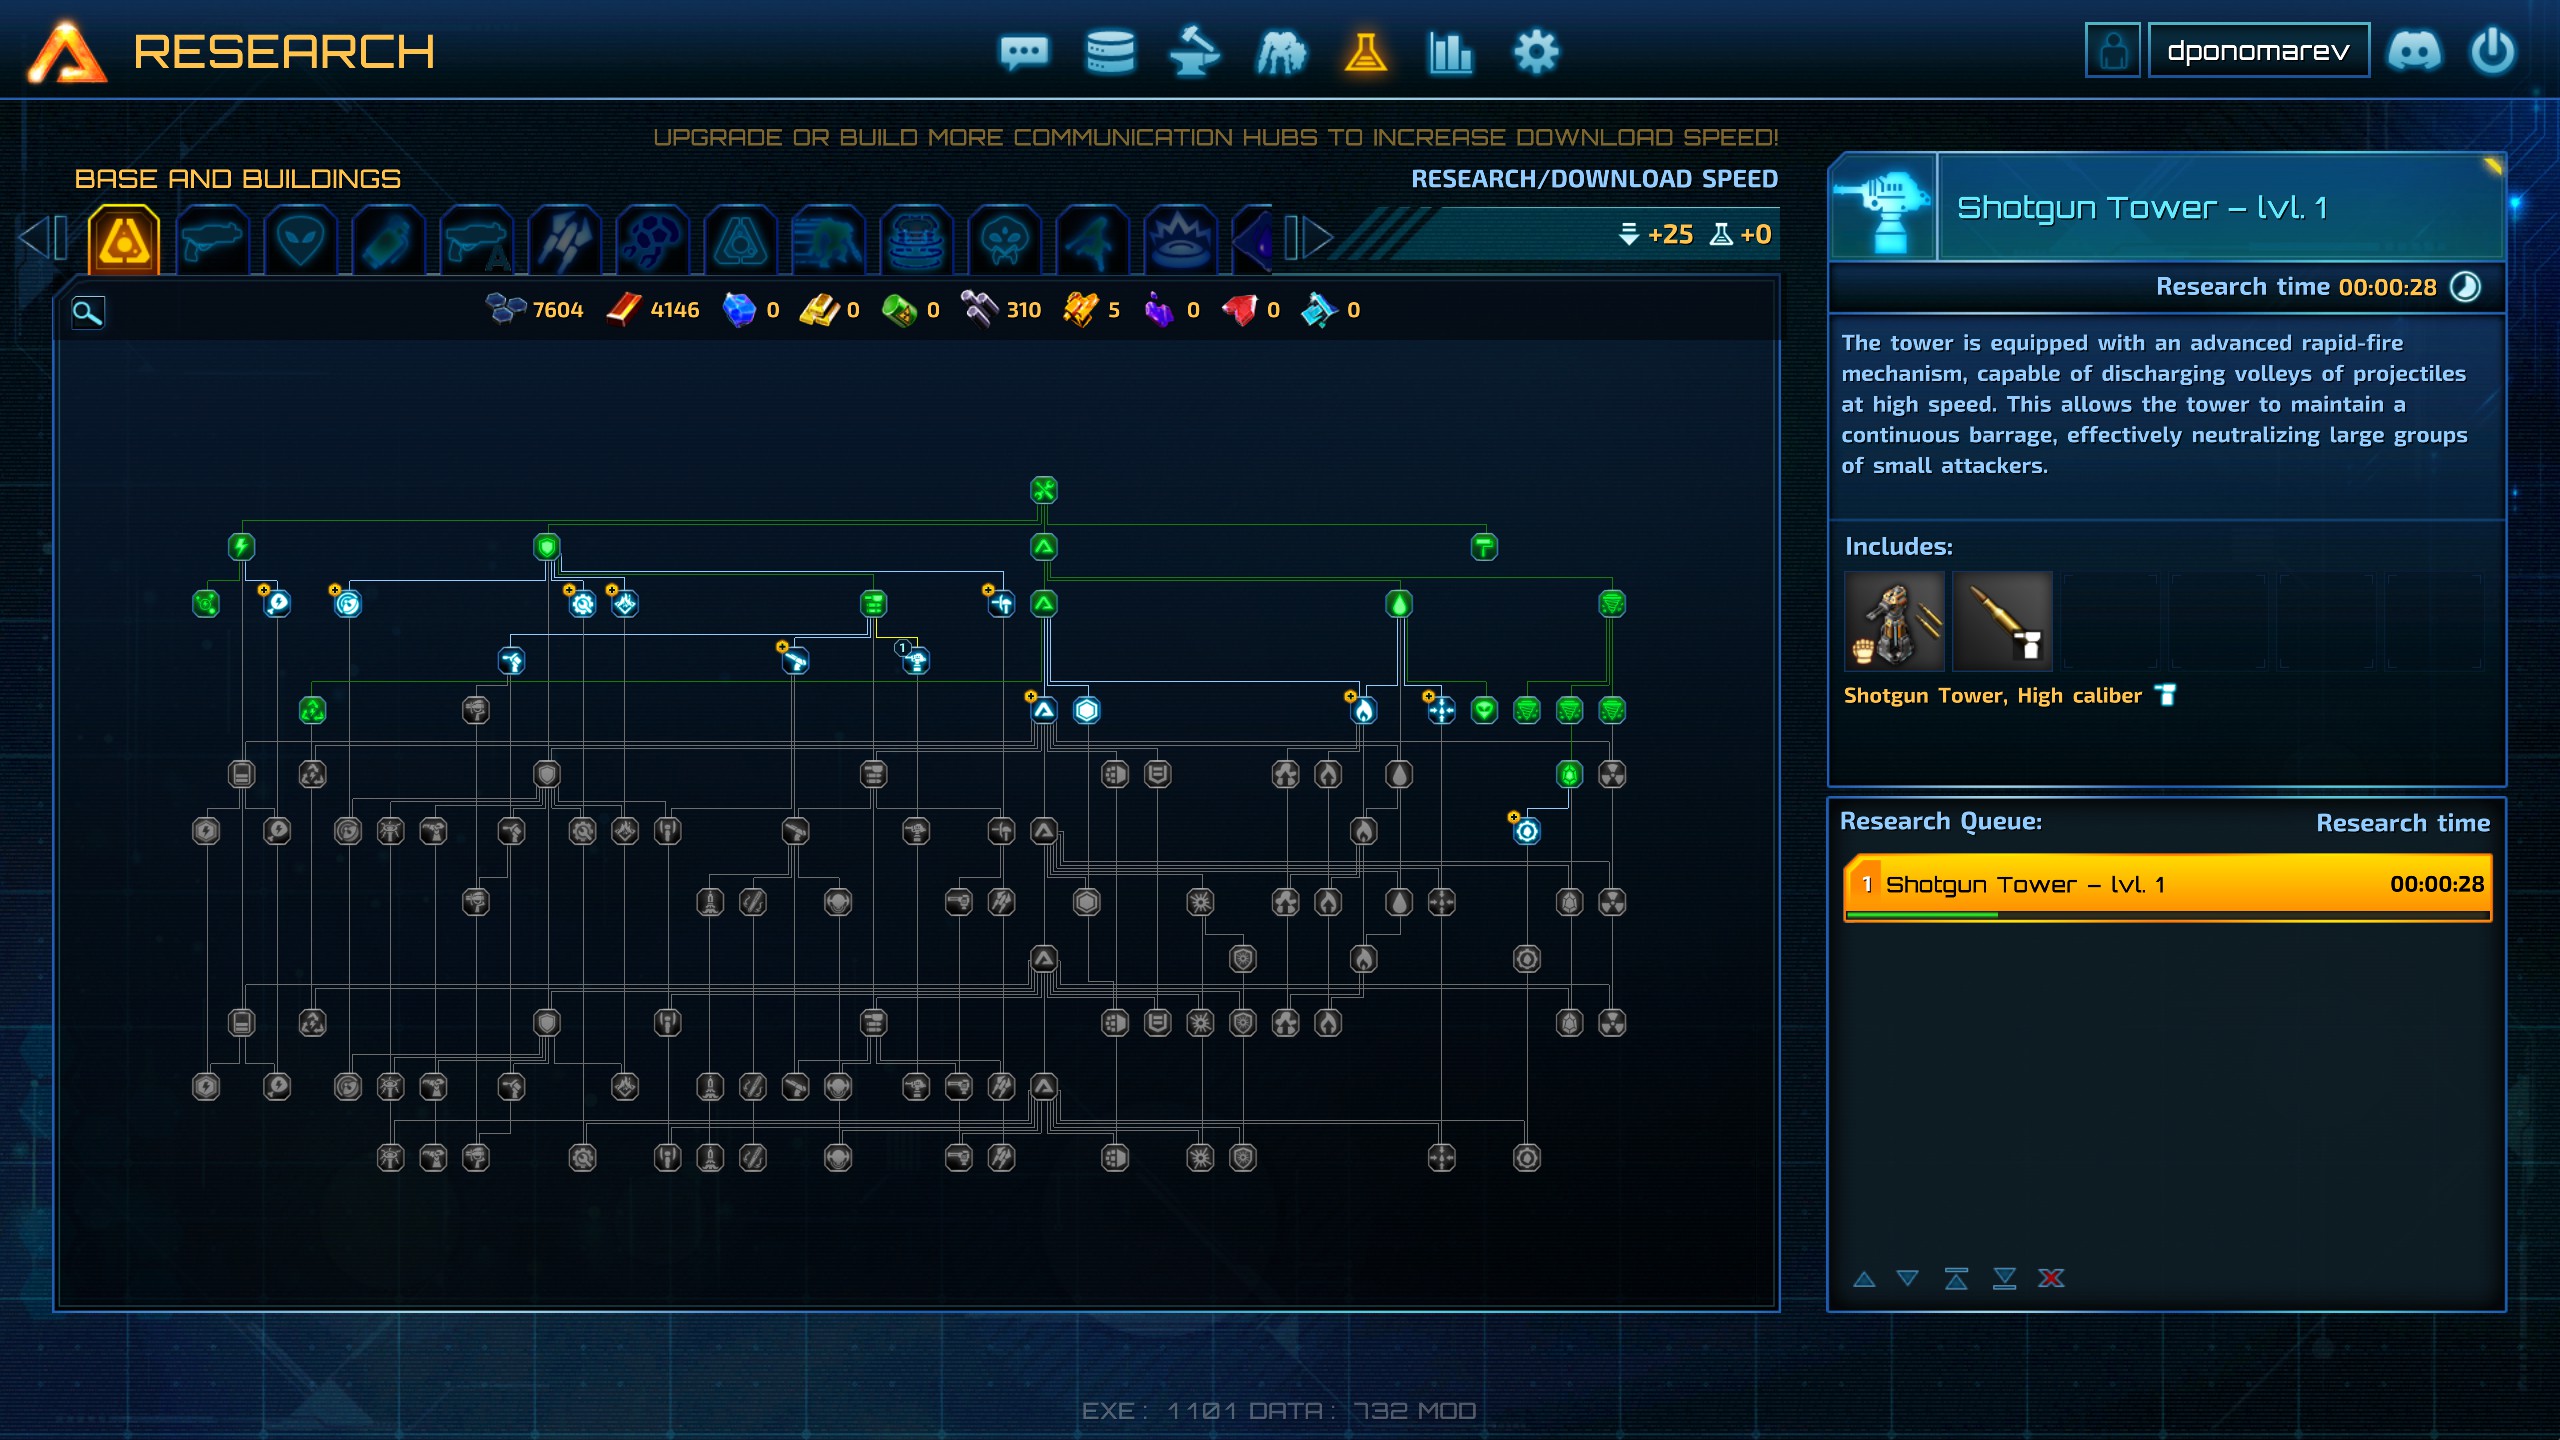 RESEARCH
dponomarev
UPGRADE OR BUILD MORE COMMUNICATION HUBS TO INCREASE DOWNLOAD SPEED!
BASE AND BUILDINGS
RESEARCH/DOWNLOAD SPEED
+25 +0
7604 4146 0 0 0 310 5 0 0 0
1
Shotgun Tower – lvl. 1
Research time 00:00:28
The tower is equipped with an advanced rapid-fire
mechanism, capable of discharging volleys of projectiles
at high speed. This allows the tower to maintain a
continuous barrage, effectively neutralizing large groups
of small attackers.
Includes:
Shotgun Tower, High caliber
Research Queue: Research time
1 Shotgun Tower – lvl. 1 00:00:28
EXE : 1101 DATA : 732 MOD